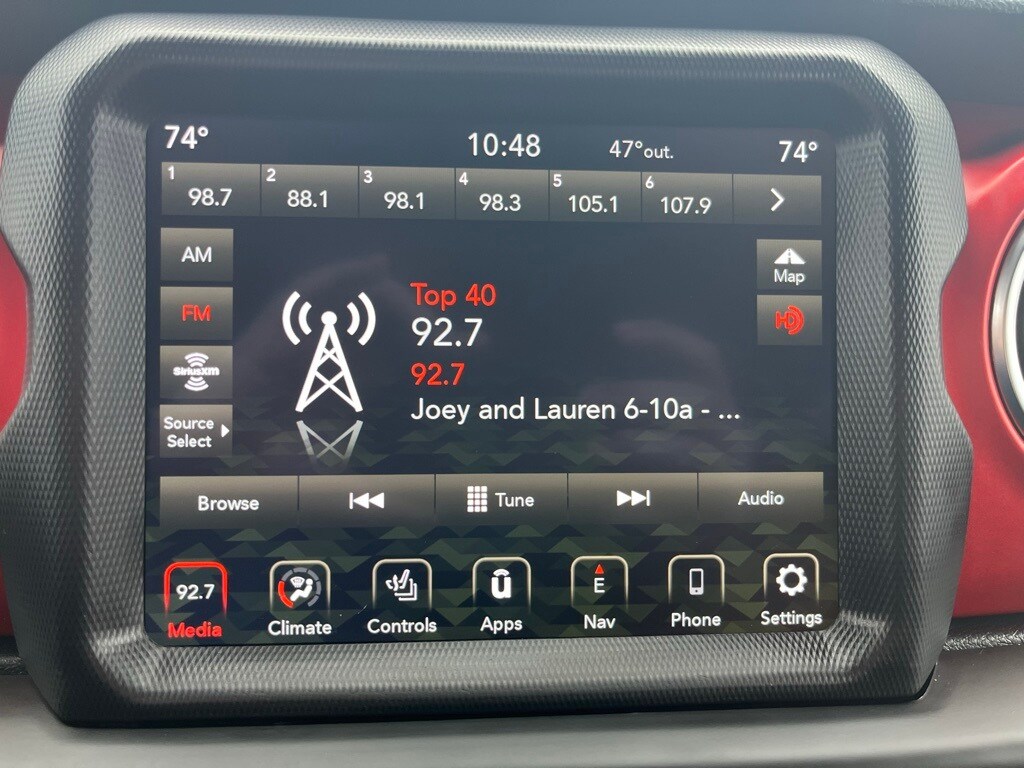 74° 10:48 47°out. 74°
1 98.7 2 88.1 3 98.1 4 98.3 5 105.1 6 107.9
AM
Map
FM
HD
SiriusXM
Source
Select
Top 40
92.7
92.7
Joey and Lauren 6-10a - ...
Browse Tune Audio
92.7 ü E
Media Climate Controls Apps Nav Phone Settings